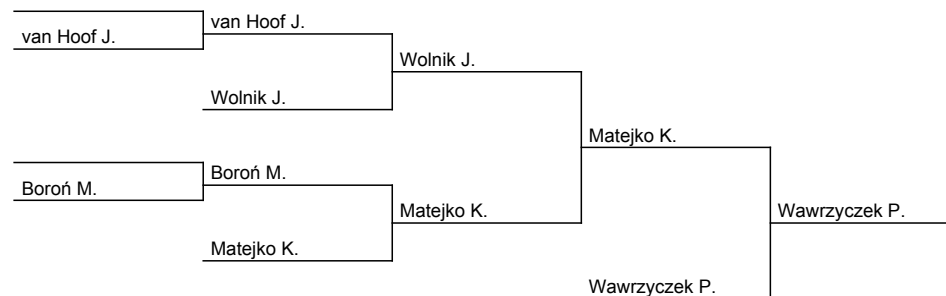 van Hoof J.
van Hoof J.
Wolnik J.
Wolnik J.
Matejko K.
Boroń M.
Boroń M.
Matejko K.
Wawrzyczek P.
Matejko K.
Wawrzyczek P.